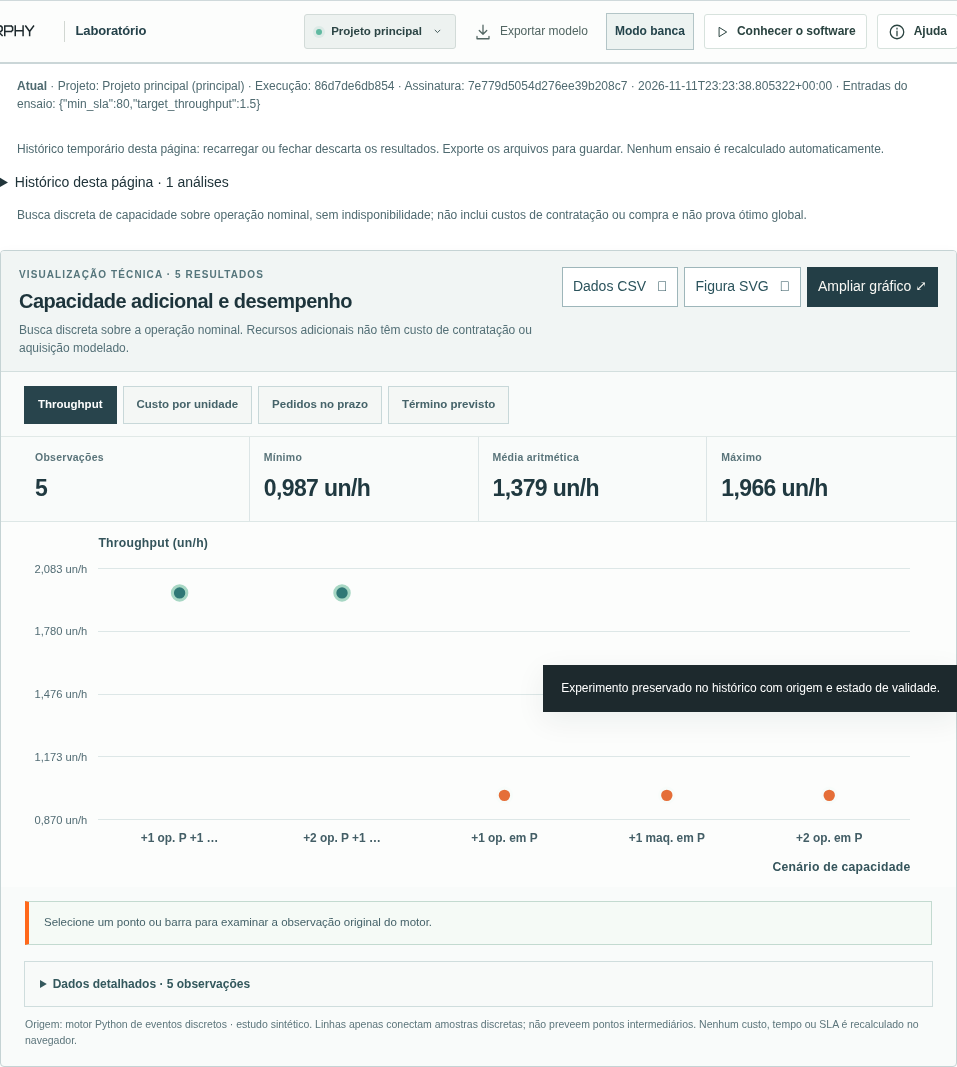 RPHY
Laboratório
Projeto principal
Exportar modelo
Modo banca
Conhecer o software
Ajuda
Atual · Projeto: Projeto principal (principal) · Execução: 86d7de6db854 · Assinatura: 7e779d5054d276ee39b208c7 · 2026-11-11T23:23:38.805322+00:00 · Entradas do
ensaio: {"min_sla":80,"target_throughput":1.5}
Histórico temporário desta página: recarregar ou fechar descarta os resultados. Exporte os arquivos para guardar. Nenhum ensaio é recalculado automaticamente.
Histórico desta página · 1 análises
Busca discreta de capacidade sobre operação nominal, sem indisponibilidade; não inclui custos de contratação ou compra e não prova ótimo global.
VISUALIZAÇÃO TÉCNICA · 5 RESULTADOS
Capacidade adicional e desempenho
Busca discreta sobre a operação nominal. Recursos adicionais não têm custo de contratação ou
aquisição modelado.
Dados CSV
Figura SVG
Ampliar gráfico
Throughput
Custo por unidade
Pedidos no prazo
Término previsto
Observações
5
Mínimo
0,987 un/h
Média aritmética
1,379 un/h
Máximo
1,966 un/h
Throughput (un/h)
2,083 un/h
1,780 un/h
1,476 un/h
1,173 un/h
0,870 un/h
Experimento preservado no histórico com origem e estado de validade.
+1 op. P +1 …
+2 op. P +1 …
+1 op. em P
+1 maq. em P
+2 op. em P
Cenário de capacidade
Selecione um ponto ou barra para examinar a observação original do motor.
Dados detalhados · 5 observações
Origem: motor Python de eventos discretos · estudo sintético. Linhas apenas conectam amostras discretas; não preveem pontos intermediários. Nenhum custo, tempo ou SLA é recalculado no
navegador.